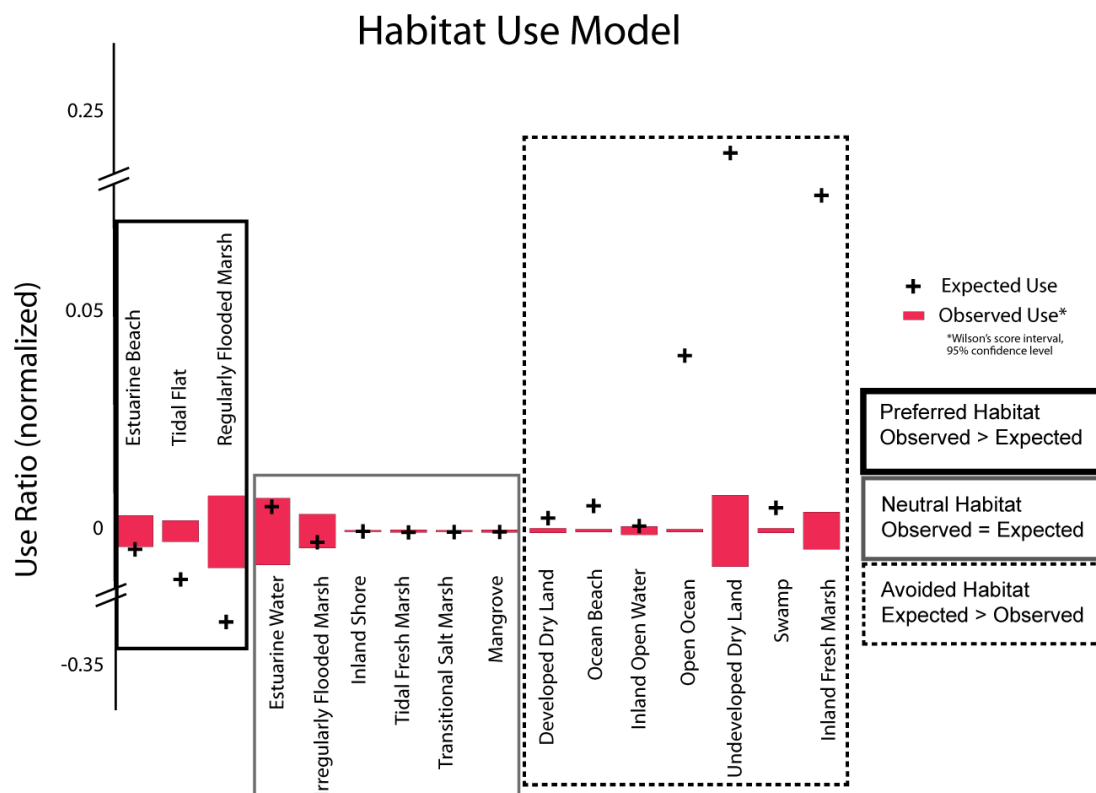 Habitat Use Model
0.25
0.05
0
-0.35
Use Ratio (normalized)
Estuarine Beach
Tidal Flat
Regularly Flooded Marsh
Estuarine Water
Irregularly Flooded Marsh
Inland Shore
Tidal Fresh Marsh
Transitional Salt Marsh
Mangrove
Developed Dry Land
Ocean Beach
Inland Open Water
Open Ocean
Undeveloped Dry Land
Swamp
Inland Fresh Marsh
Expected Use
Observed Use*
*Wilson's score interval,
95% confidence level
Preferred Habitat
Observed > Expected
Neutral Habitat
Observed = Expected
Avoided Habitat
Expected > Observed